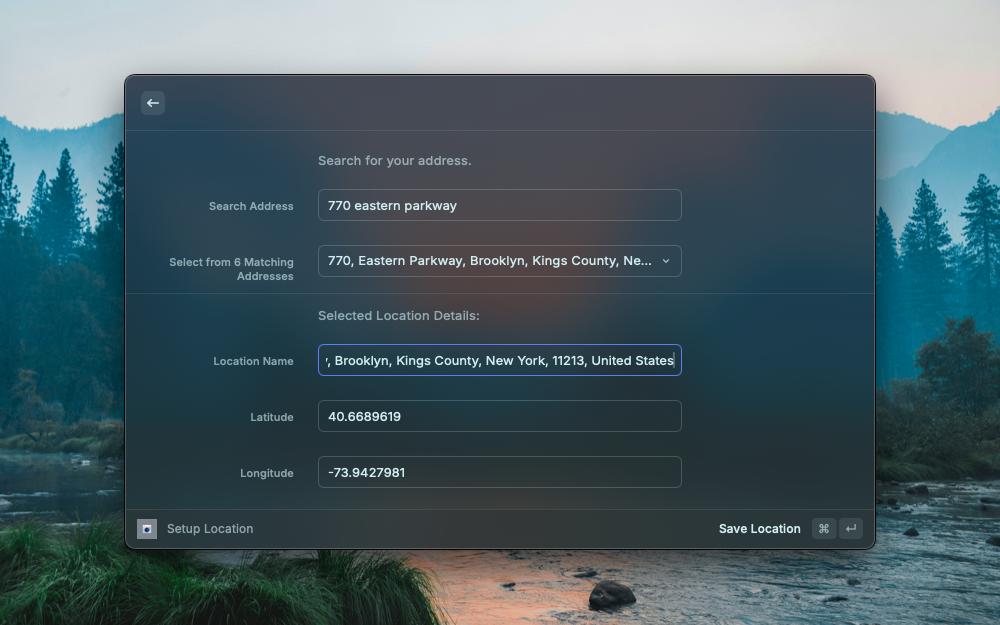 Search for your address.
Search Address
770 eastern parkway
Select from 6 Matching
Addresses
770, Eastern Parkway, Brooklyn, Kings County, Ne...
Selected Location Details:
Location Name
, Brooklyn, Kings County, New York, 11213, United States
Latitude
40.6689619
Longitude
-73.9427981
Setup Location
Save Location ⌘ ↵